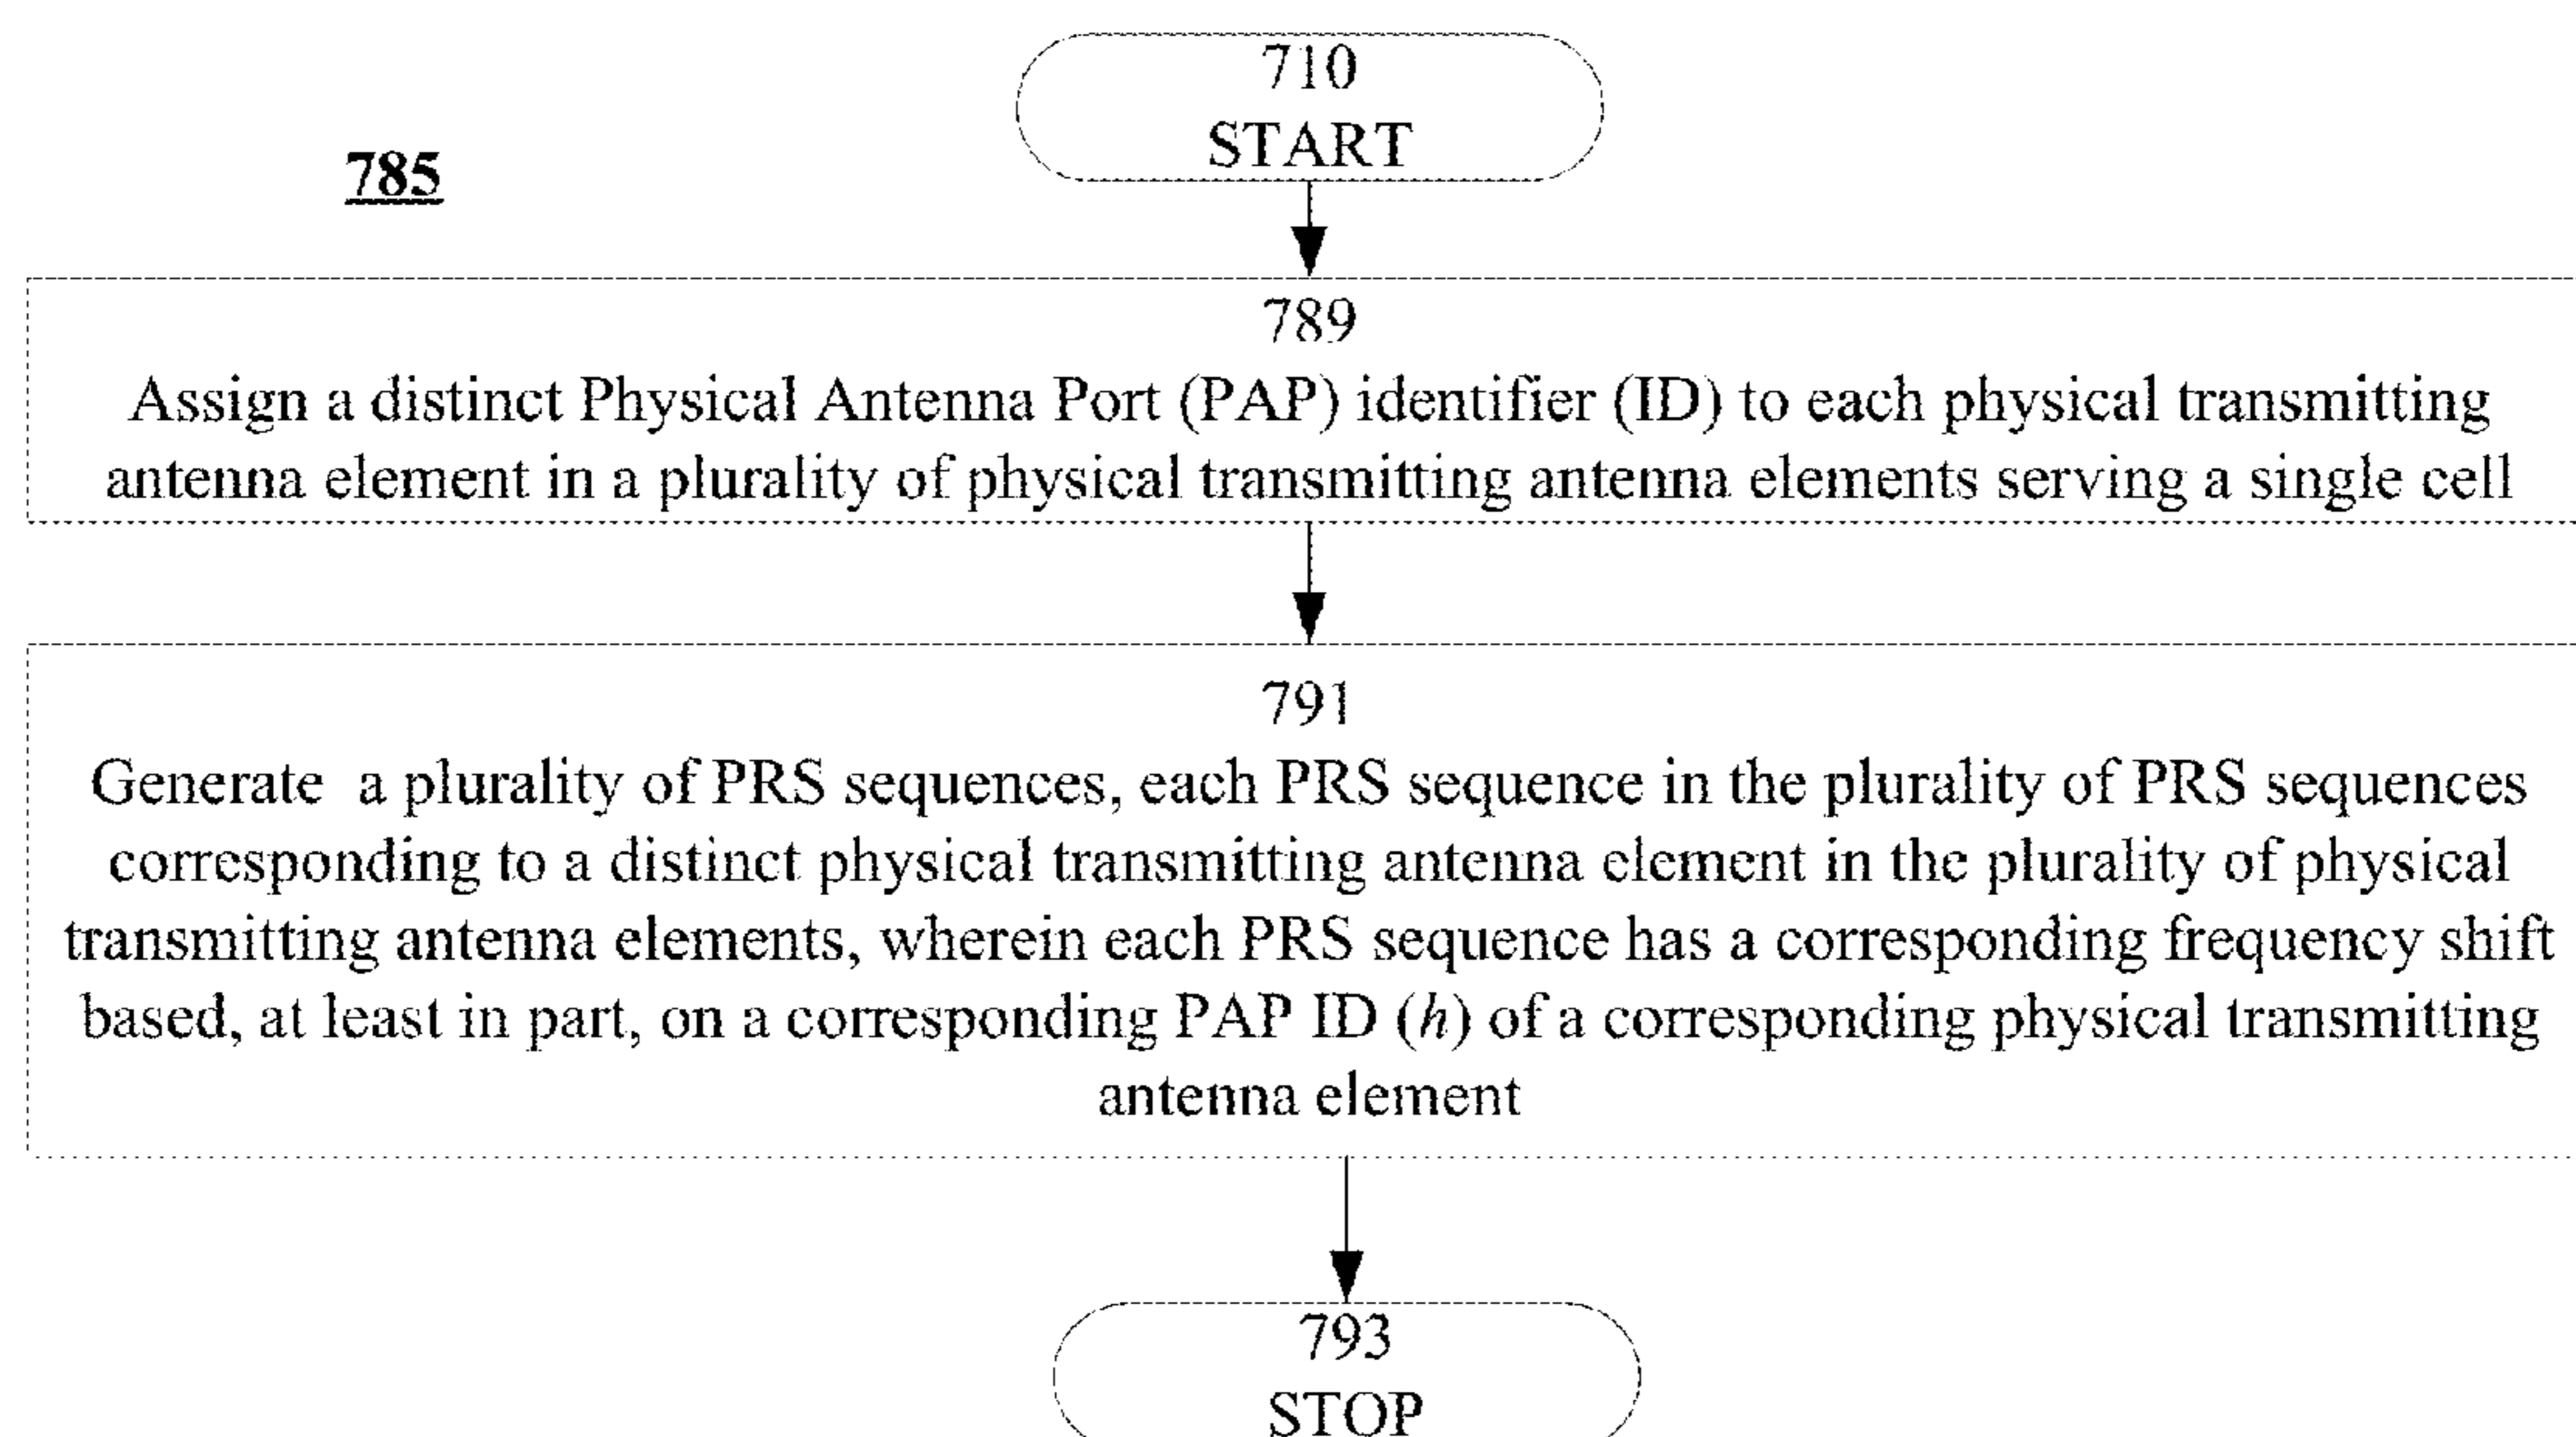 710
START
785
789
Assign a distinct Physical Antenna Port (PAP) identifier (ID) to each physical transmitting
antenna element in a plurality of physical transmitting antenna elements serving a single cell
791
Generate a plurality of PRS sequences, each PRS sequence in the plurality of PRS sequences
corresponding to a distinct physical transmitting antenna element in the plurality of physical
transmitting antenna elements, wherein each PRS sequence has a corresponding frequency shift
based, at least in part, on a corresponding PAP ID (h) of a corresponding physical transmitting
antenna element
793
STOP